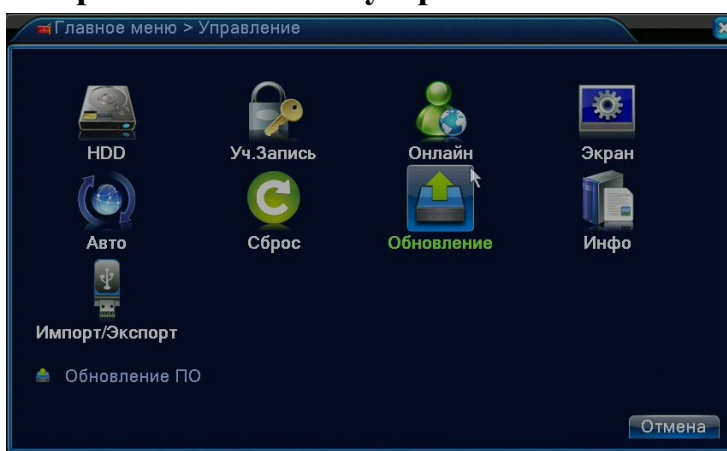 Главное меню > Управление
HDD
Уч.Запись
Онлайн
Экран
Авто
Сброс
Обновление
Инфо
Импорт/Экспорт
Обновление ПО
Отмена